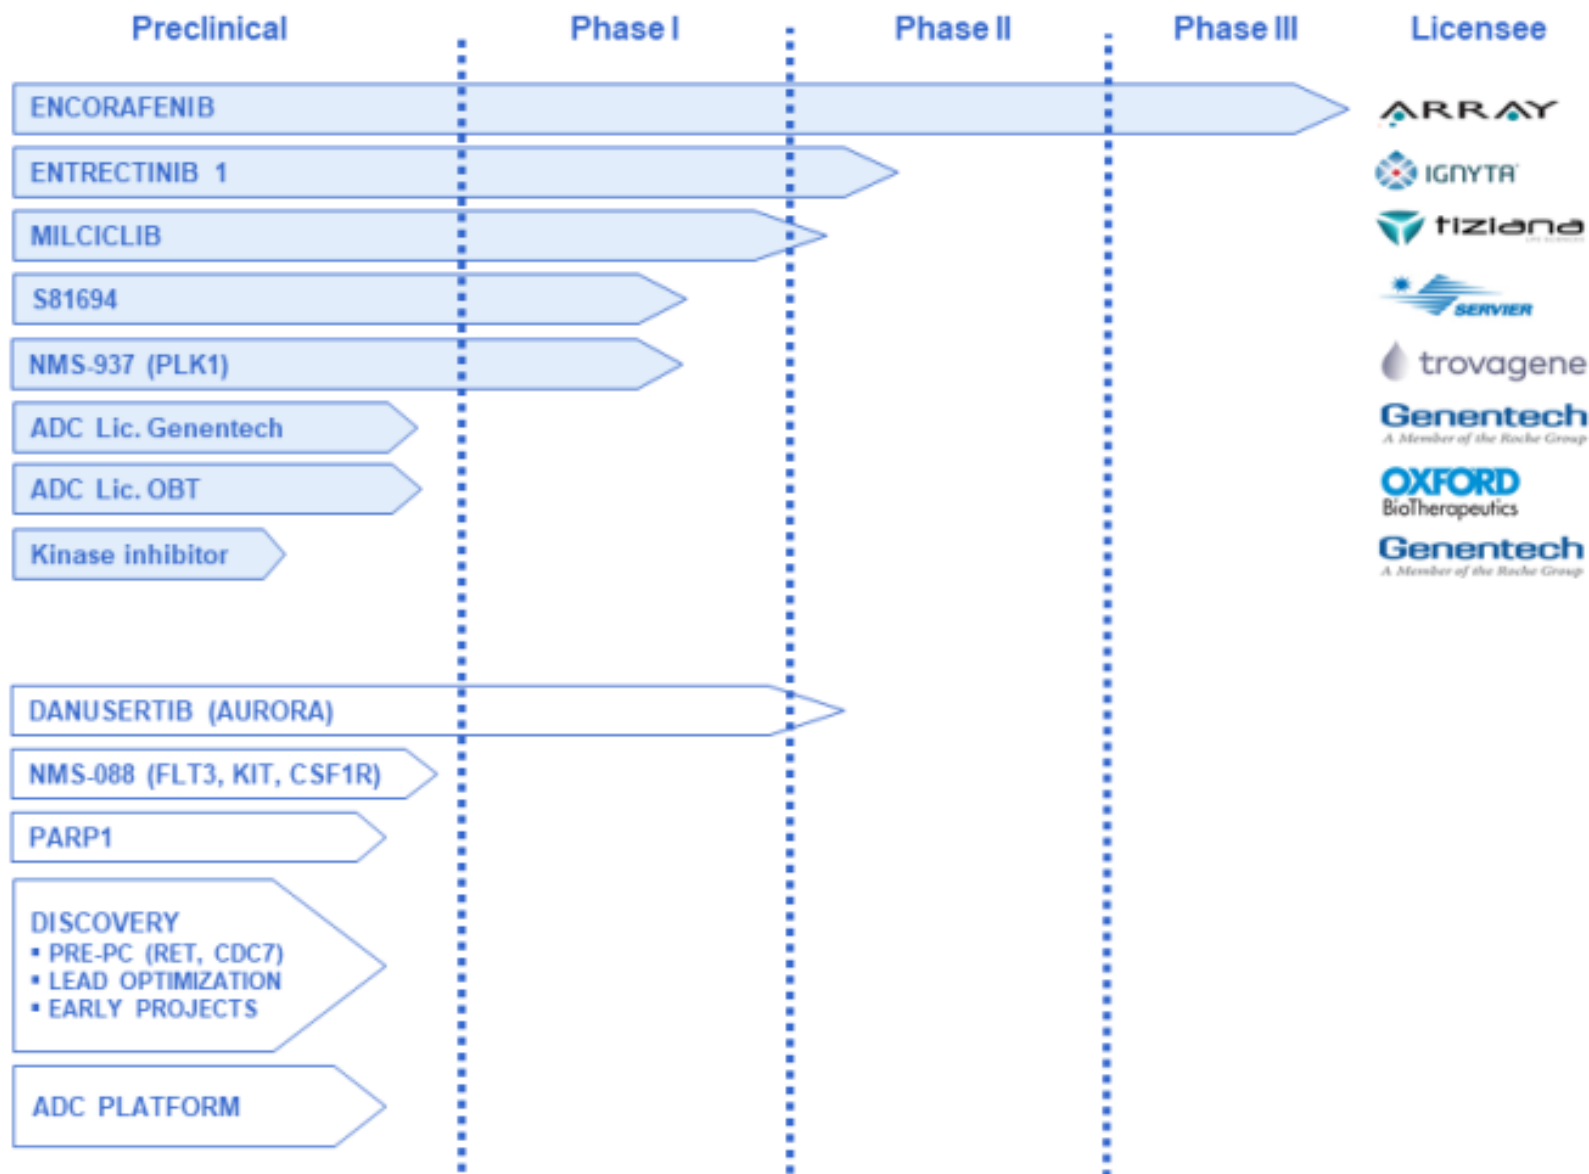 Preclinical Phase I Phase II Phase III Licensee
ENCORAFENIB ARRAY
ENTRECTINIB 1 IGNYTA
MILCICLIB tiziana
LIFE SCIENCES
S81694 SERVIER
NMS-937 (PLK1) trovagene
ADC Lic. Genentech Genentech
A Member of the Roche Group
ADC Lic. OBT OXFORD
BioTherapeutics
Kinase inhibitor Genentech
A Member of the Roche Group
DANUSERTIB (AURORA)
NMS-088 (FLT3, KIT, CSF1R)
PARP1
DISCOVERY
▪ PRE-PC (RET, CDC7)
▪ LEAD OPTIMIZATION
▪ EARLY PROJECTS
ADC PLATFORM